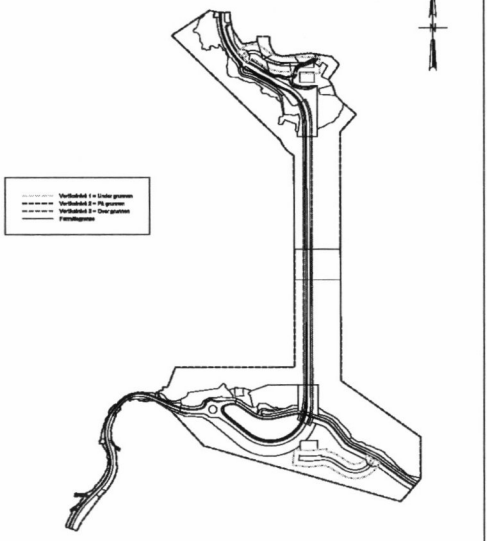 Vertikalnivå 1 = Under grunnen
Vertikalnivå 2 = På grunnen
Vertikalnivå 3 = Over grunnen
Formålsgrense